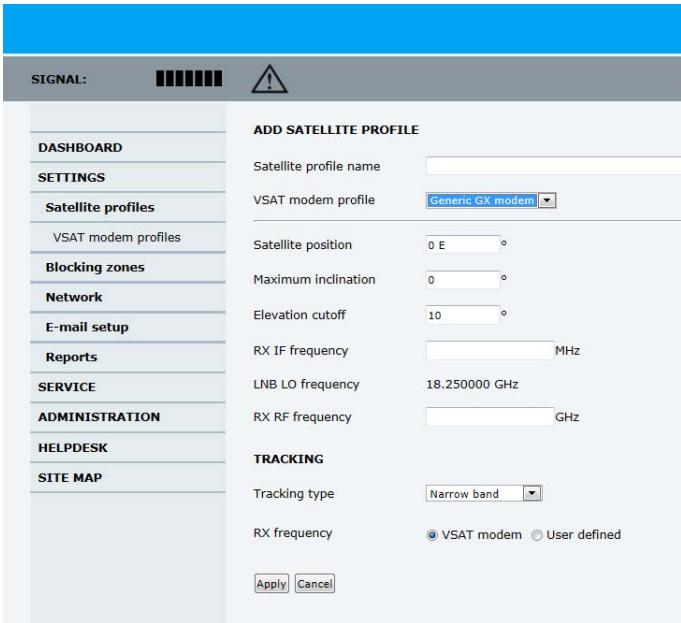 SIGNAL:
DASHBOARD
SETTINGS
Satellite profiles
VSAT modem profiles
Blocking zones
Network
E-mail setup
Reports
SERVICE
ADMINISTRATION
HELPDESK
SITE MAP
ADD SATELLITE PROFILE
Satellite profile name
VSAT modem profile Generic GX modem
Satellite position 0 E °
Maximum inclination 0 °
Elevation cutoff 10 °
RX IF frequency MHz
LNB LO frequency 18.250000 GHz
RX RF frequency GHz
TRACKING
Tracking type Narrow band
RX frequency VSAT modem User defined
Apply Cancel